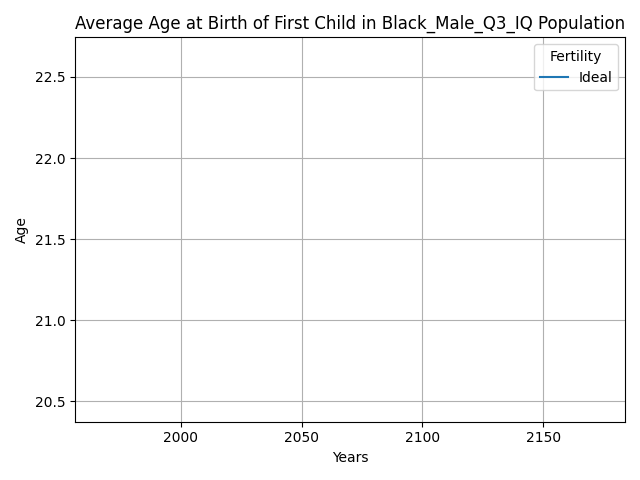 Average Age at Birth of First Child in Black_Male_Q3_IQ Population
Fertility
Ideal
Age
22.5
22.0
21.5
21.0
20.5
2000
2050
2100
2150
Years